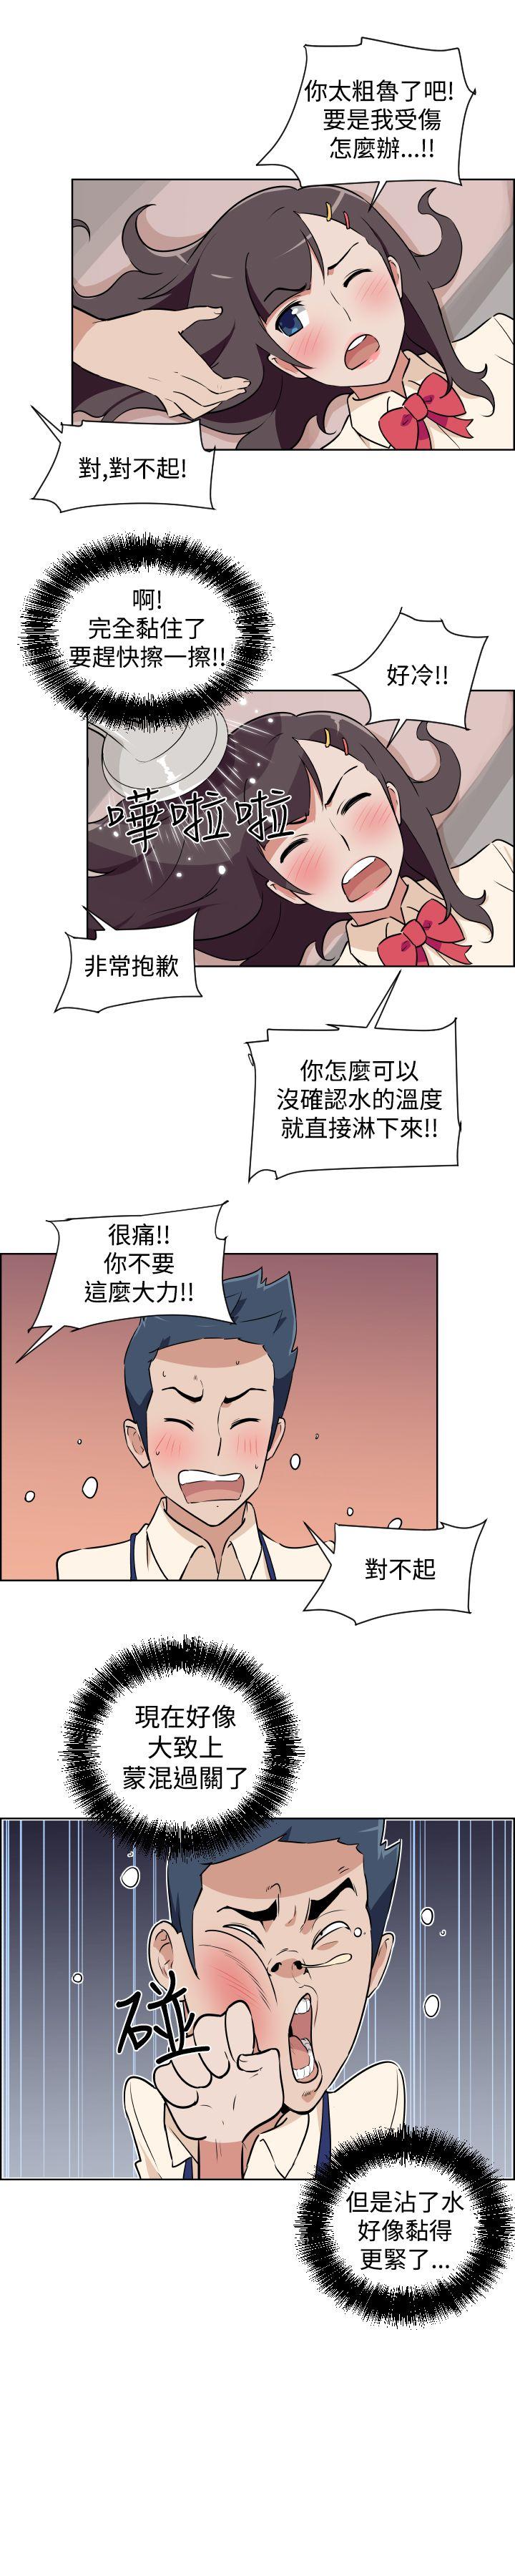 你太粗魯了吧!
要是我受傷
怎麼辦...!!
對,對不起!
啊!
完全黏住了
要趕快擦一擦!!
好冷!!
嘩啦啦
非常抱歉
你怎麼可以
沒確認水的溫度
就直接淋下來!!
很痛!!
你不要
這麼大力!!
對不起
現在好像
大致上
蒙混過關了
碰
但是沾了水
好像黏得
更緊了...